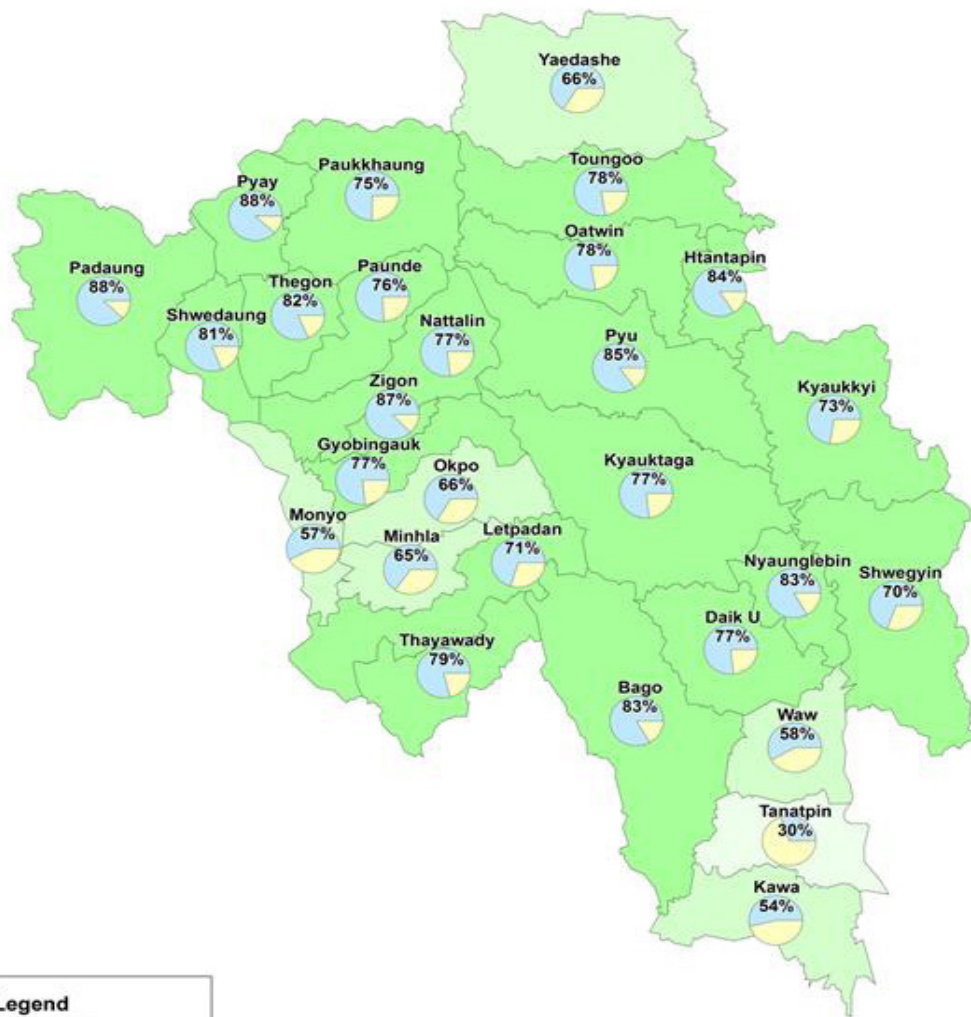 Yaedashe
66%
Toungoo
78%
Paukkhaung
75%
Pyay
88%
Oatwin
78%
Htantapin
84%
Padaung
88%
Thegon
82%
Paunde
76%
Shwedaung
81%
Nattalin
77%
Pyu
85%
Zigon
87%
Kyaukkyi
73%
Gyobingauk
77%
Okpo
66%
Kyauktaga
77%
Monyo
57%
Minhla
65%
Letpadan
71%
Nyaunglebin
83%
Shwegyin
70%
Daik U
77%
Thayawady
79%
Bago
83%
Waw
58%
Tanatpin
30%
Kawa
54%
Legend